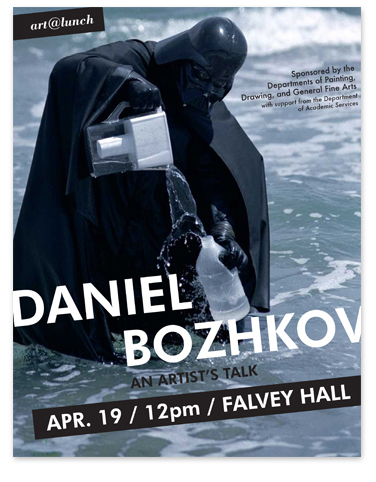 art@lunch
Sponsored by the
Departments of Painting,
Drawing, and General Fine Arts
with support from the Department
of Academic Services
DANIEL
BOZHKOV
AN ARTIST'S TALK
APR. 19 / 12pm / FALVEY HALL